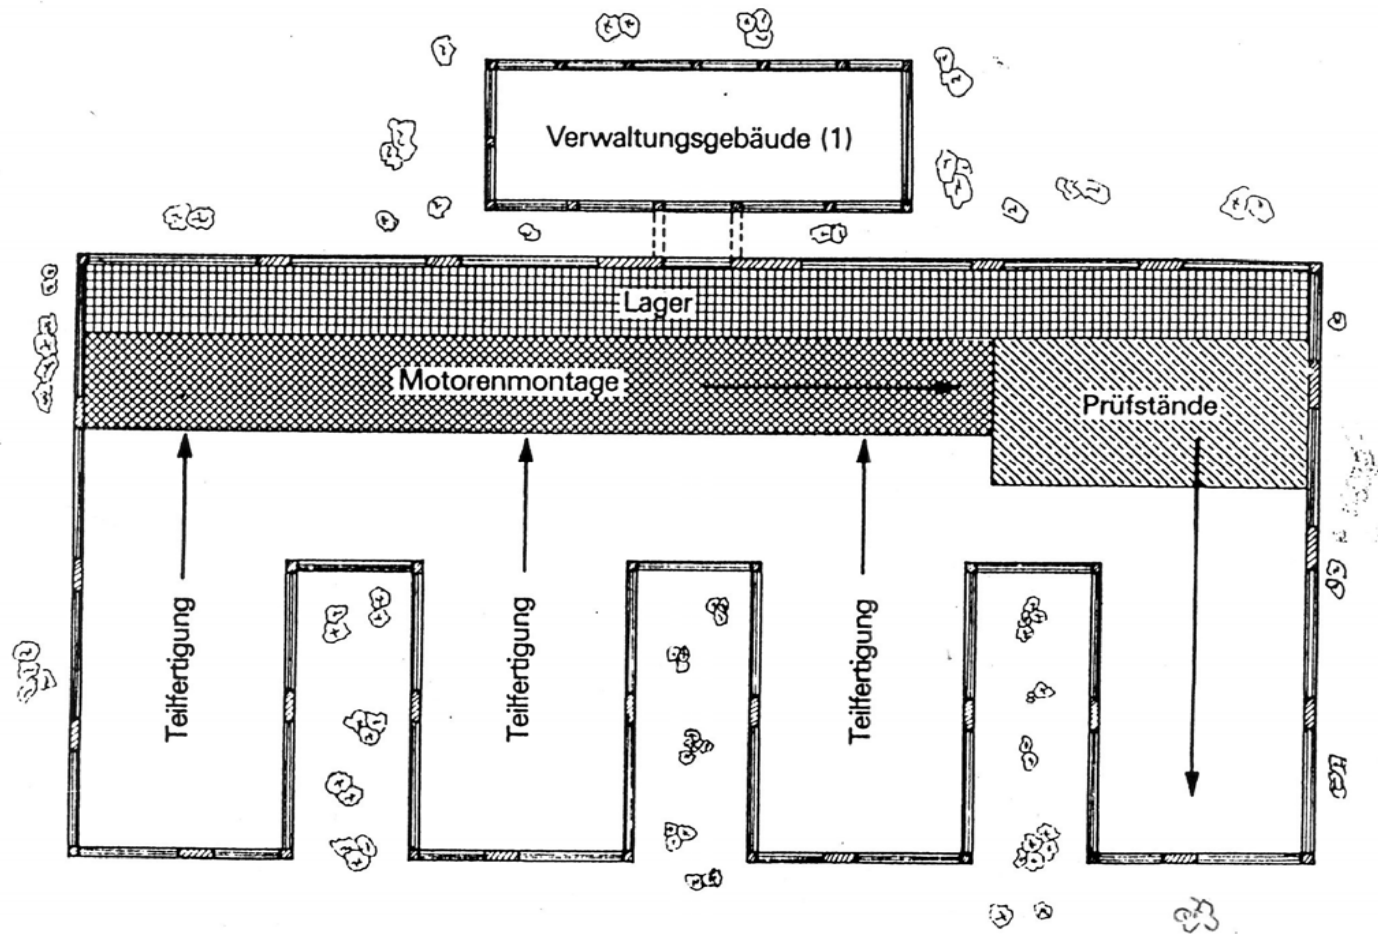 Verwaltungsgebäude (1)
Lager
Motorenmontage
Prüfstände
Teilfertigung
Teilfertigung
Teilfertigung